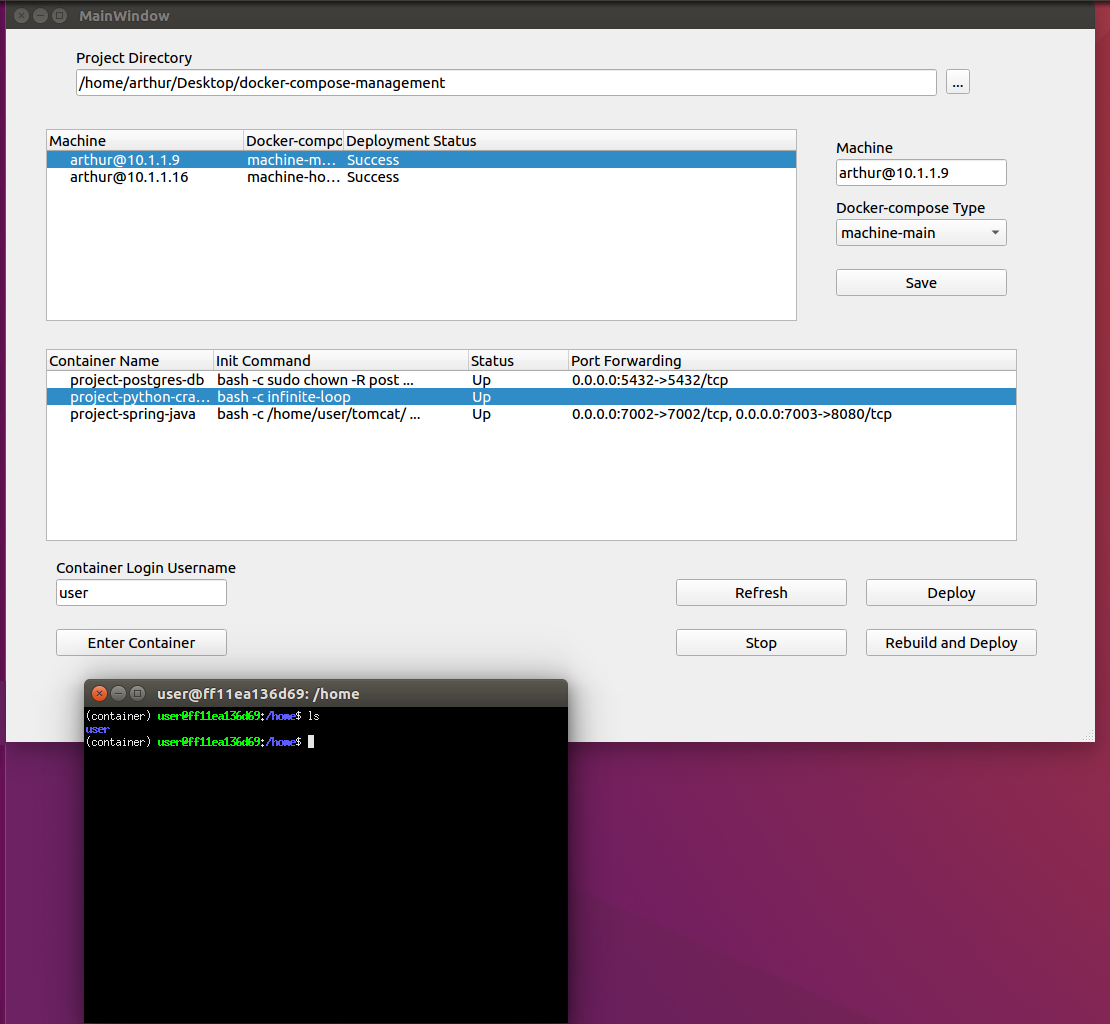 MainWindow
Project Directory
/home/arthur/Desktop/docker-compose-management
...
Machine Docker-compo Deployment Status
arthur@10.1.1.9 machine-m... Success
arthur@10.1.1.16 machine-ho... Success
Machine
arthur@10.1.1.9
Docker-compose Type
machine-main
Save
Container Name Init Command Status Port Forwarding
project-postgres-db bash -c sudo chown -R post ... Up 0.0.0.0:5432->5432/tcp
project-python-cra... bash -c infinite-loop Up
project-spring-java bash -c /home/user/tomcat/ ... Up 0.0.0.0:7002->7002/tcp, 0.0.0.0:7003->8080/tcp
Container Login Username
user
Refresh Deploy
Enter Container Stop Rebuild and Deploy
user@ff11ea136d69: /home
(container) user@ff11ea136d69:/home$ ls
user
(container) user@ff11ea136d69:/home$